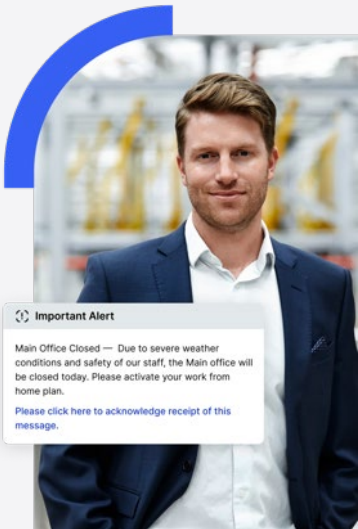 Important Alert
Main Office Closed — Due to severe weather
conditions and safety of our staff, the Main office will
be closed today. Please activate your work from
home plan.
Please click here to acknowledge receipt of this
message.